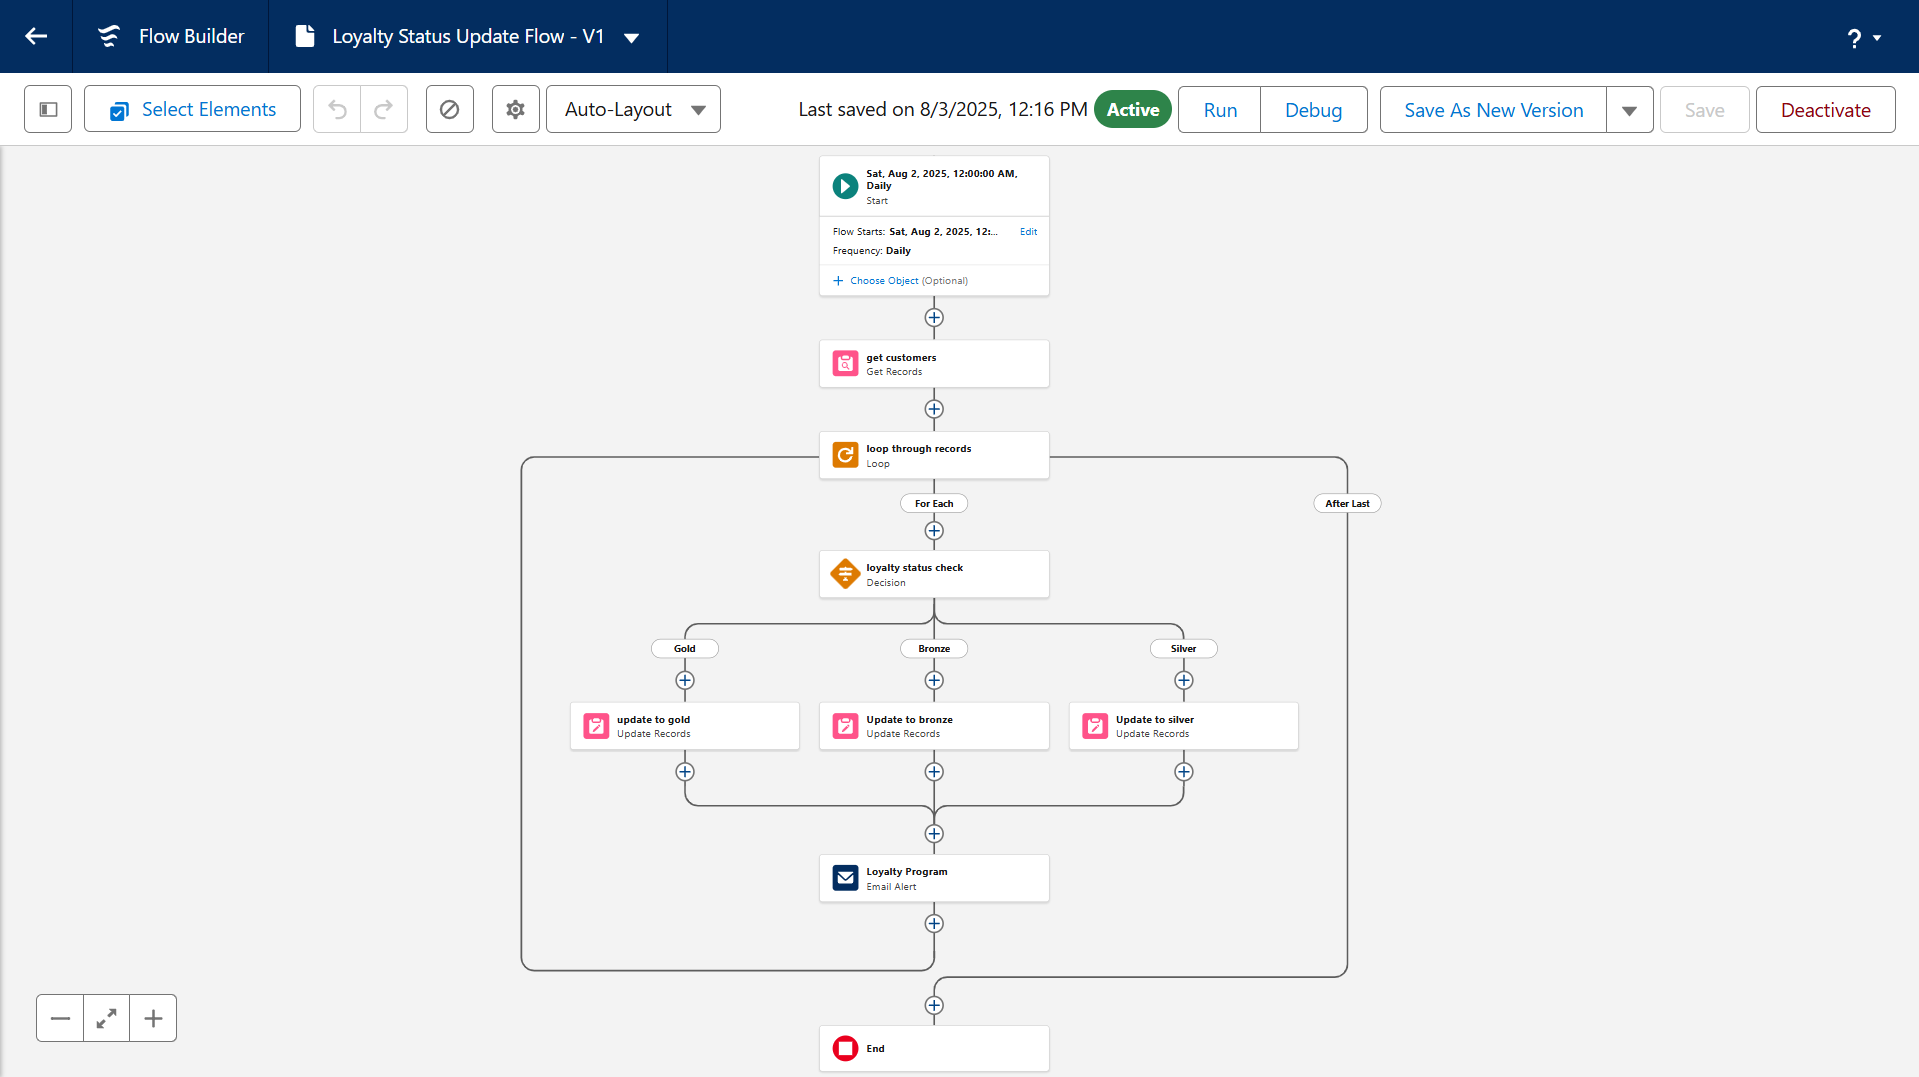 Flow Builder
Loyalty Status Update Flow - V1
?
Select Elements
Auto-Layout
Last saved on 8/3/2025, 12:16 PM
Active
Run
Debug
Save As New Version
Save
Deactivate
Sat, Aug 2, 2025, 12:00:00 AM,
Daily
Start
Flow Starts: Sat, Aug 2, 2025, 12:...
Edit
Frequency: Daily
+ Choose Object (Optional)
get customers
Get Records
loop through records
Loop
For Each
After Last
loyalty status check
Decision
Gold
Bronze
Silver
update to gold
Update Records
Update to bronze
Update Records
Update to silver
Update Records
Loyalty Program
Email Alert
End